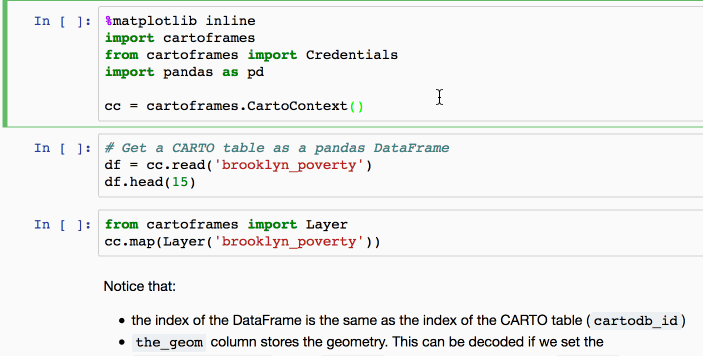 In [ ]: %matplotlib inline
import cartoframes
from cartoframes import Credentials
import pandas as pd
cc = cartoframes.CartoContext()
In [ ]: # Get a CARTO table as a pandas DataFrame
df = cc.read('brooklyn_poverty')
df.head(15)
In [ ]: from cartoframes import Layer
cc.map(Layer('brooklyn_poverty'))
Notice that:
• the index of the DataFrame is the same as the index of the CARTO table ( cartodb_id )
• the_geom column stores the geometry. This can be decoded if we set the